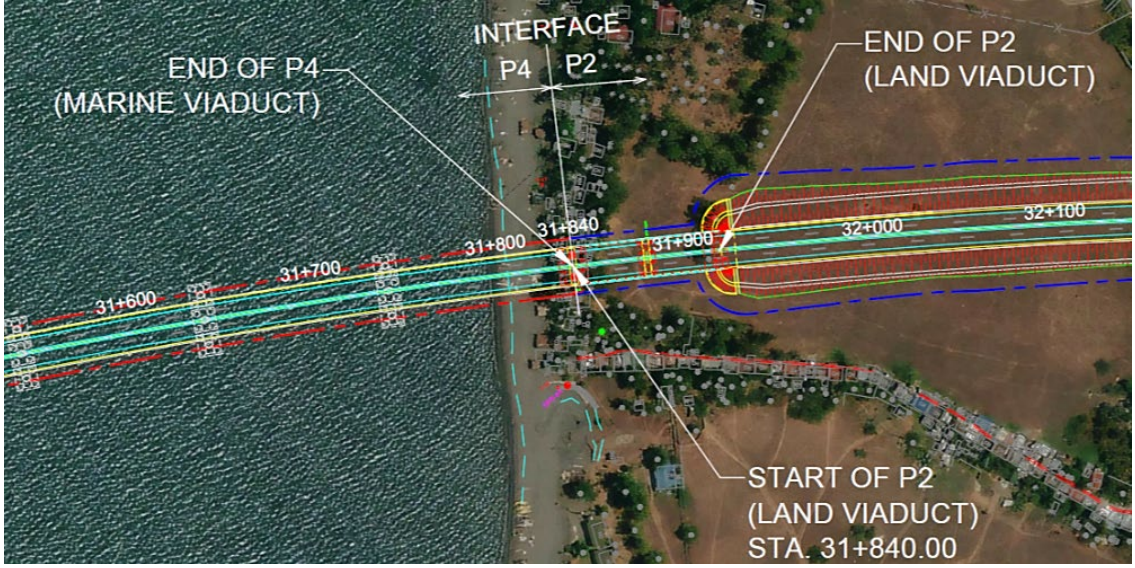 INTERFACE
P4
P2
END OF P4
(MARINE VIADUCT)
END OF P2
(LAND VIADUCT)
31+600
31+700
31+800
31+840
31+900
32+000
32+100
START OF P2
(LAND VIADUCT)
STA. 31+840.00